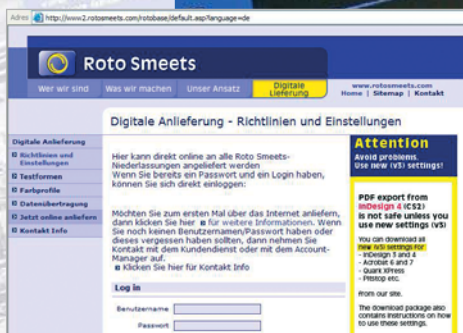 Adres http://www2.rotosmeets.com/rotobase/default.asp?language=de
Roto Smeets
Wer wir sind
Was wir machen
Unser Ansatz
Digitale Lieferung
www.rotosmeets.com
Home | Sitemap | Kontakt
Digitale Anlieferung - Richtlinien und Einstellungen
Digitale Anlieferung
Richtlinien und Einstellungen
Testformen
Farbprofile
Datenübertragung
Jetzt online anliefern
Kontakt Info
Hier kann direkt online an alle Roto Smeets-
Niederlassungen angeliefert werden
Wenn Sie bereits ein Passwort und ein Login haben,
können Sie sich direkt einloggen:
Möchten Sie zum ersten Mal über das Internet anliefern,
dann klicken Sie hier für weitere Informationen. Wenn
Sie noch keinen Benutzernamen/Passwort haben oder
dieses vergessen haben sollten, dann nehmen Sie
Kontakt mit dem Kundendienst oder mit dem Account-
Manager auf.
Klicken Sie hier für Kontakt Info
Log in
Benutzername
Passwort
Attention
Avoid problems.
Use new (v5) settings!
PDF export from
InDesign 4 (CS2)
is not safe unless you
use new settings (v5)
You can download all
new (v5) settings for
- InDesign 3 and 4
- Acrobat 6 and 7
- Quark XPress
- Pitstop etc.
From our site.
The download package also
contains instructions on how
to use these settings.